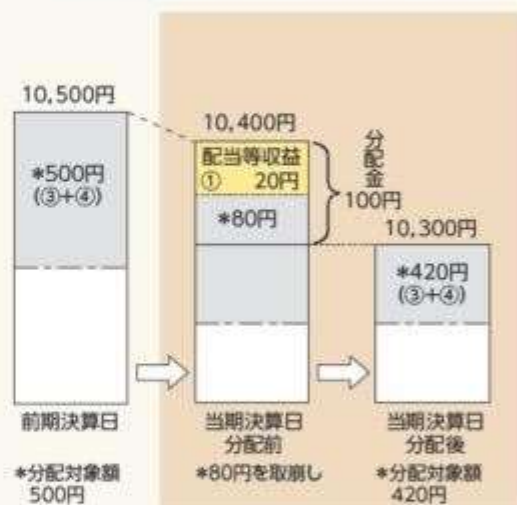 10,500円
*500円
(③+④)
前期決算日
*分配対象額
500円
10,400円
配当等収益
① 20円
*80円
分配金
100円
当期決算日
分配前
*80円を取崩し
10,300円
*420円
(③+④)
当期決算日
分配後
*分配対象額
420円